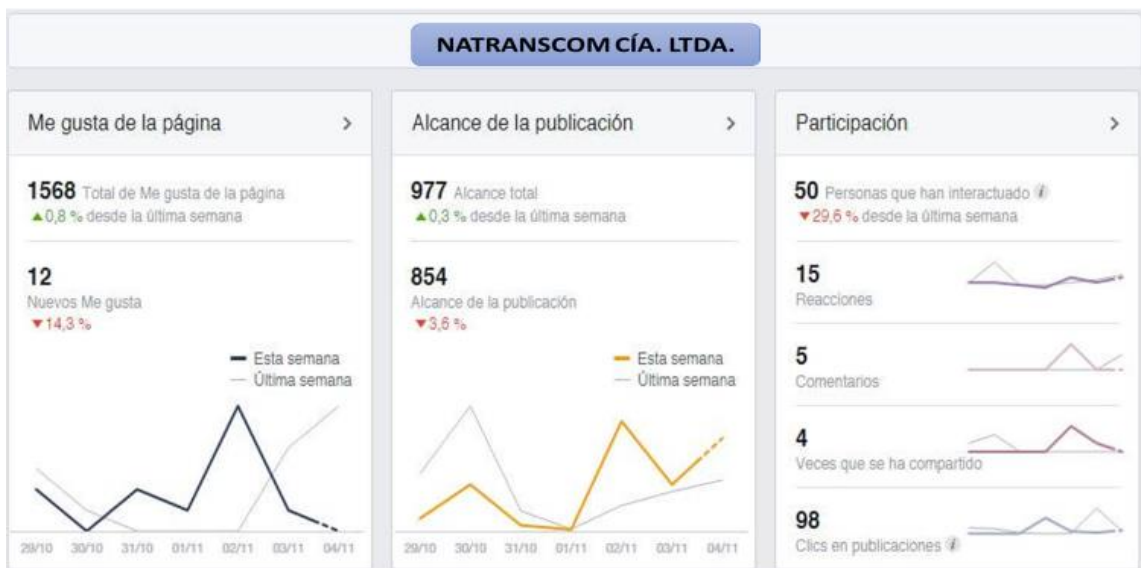 NATRANSCOM CÍA. LTDA.
Me gusta de la página >
1568 Total de Me gusta de la página
▲0,8 % desde la última semana
12
Nuevos Me gusta
▼14,3 %
Esta semana
Última semana
29/10 30/10 31/10 01/11 02/11 03/11 04/11
Alcance de la publicación >
977 Alcance total
▲0,3 % desde la última semana
854
Alcance de la publicación
▼3,6 %
Esta semana
Última semana
29/10 30/10 31/10 01/11 02/11 03/11 04/11
Participación >
50 Personas que han interactuado i
▼29,6 % desde la última semana
15
Reacciones
5
Comentarios
4
Veces que se ha compartido
98
Clics en publicaciones i